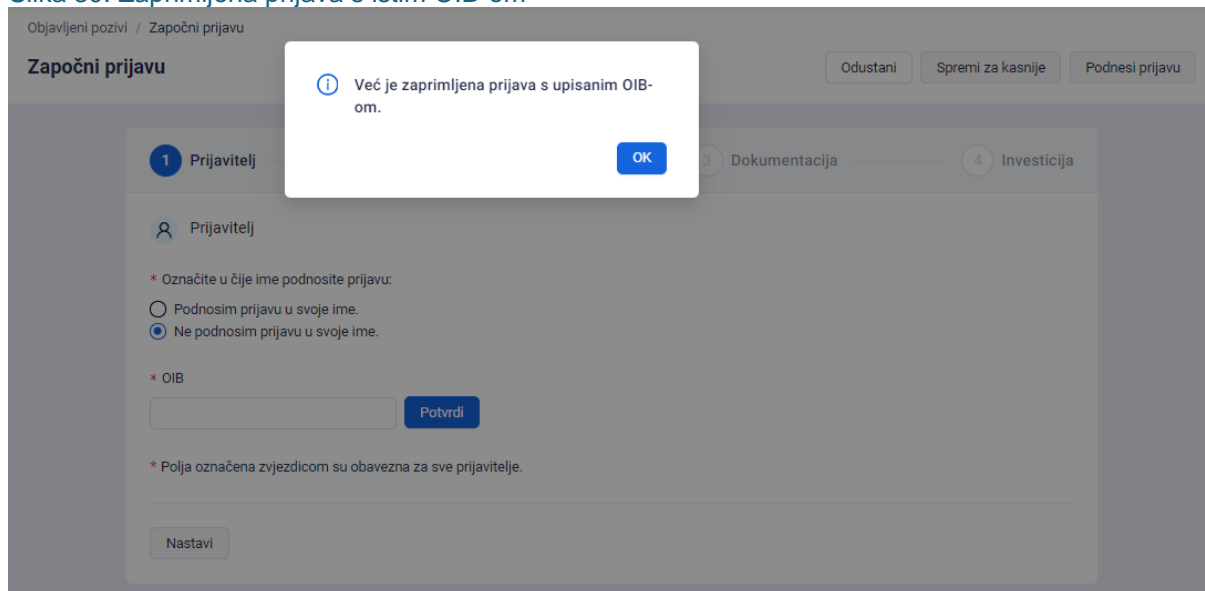 Objavljeni pozivi / Započni prijavu
Započni prijavu
Odustani
Spremi za kasnije
Podnesi prijavu
Već je zaprimljena prijava s upisanim OIB-
om.
OK
1 Prijavitelj
3 Dokumentacija
4 Investicija
Prijavitelj
* Označite u čije ime podnosite prijavu:
Podnosim prijavu u svoje ime.
Ne podnosim prijavu u svoje ime.
* OIB
Potvrdi
* Polja označena zvjezdicom su obavezna za sve prijavitelje.
Nastavi